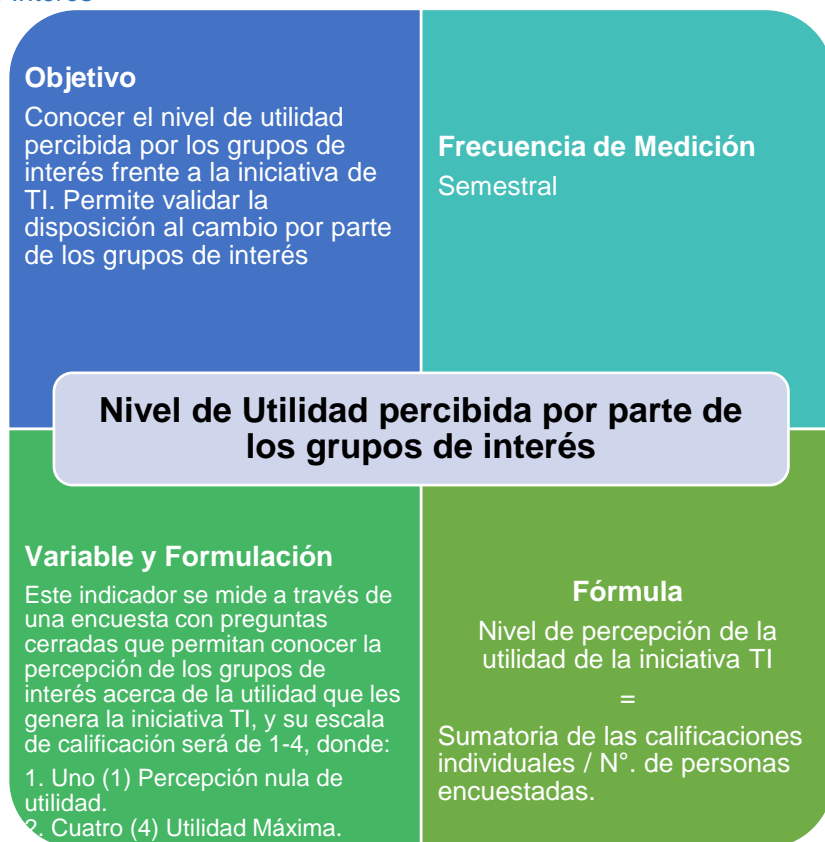 Objetivo
Conocer el nivel de utilidad
percibida por los grupos de
interés frente a la iniciativa de
TI. Permite validar la
disposición al cambio por parte
de los grupos de interés
Frecuencia de Medición
Semestral
Nivel de Utilidad percibida por parte de
los grupos de interés
Variable y Formulación
Este indicador se mide a través de
una encuesta con preguntas
cerradas que permitan conocer la
percepción de los grupos de
interés acerca de la utilidad que les
genera la iniciativa TI, y su escala
de calificación será de 1-4, donde:
1. Uno (1) Percepción nula de
utilidad.
2. Cuatro (4) Utilidad Máxima.
Fórmula
Nivel de percepción de la
utilidad de la iniciativa TI
=
Sumatoria de las calificaciones
individuales / N°. de personas
encuestadas.